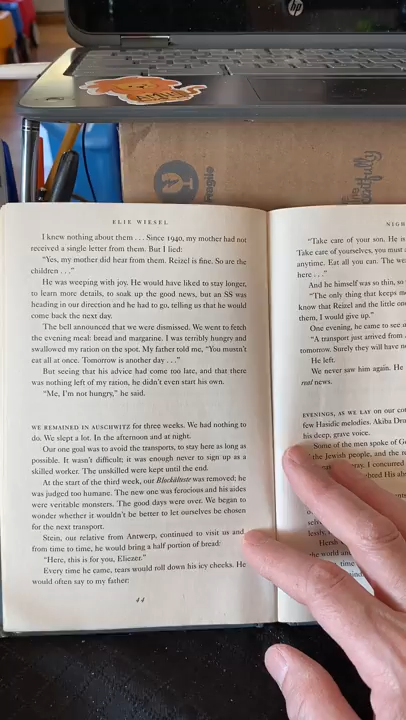 hp
fragile
ELIE WIESEL
I knew nothing about them . . . Since 1940, my mother had not
received a single letter from them. But I lied:
"Yes, my mother did hear from them. Reizel is fine. So are the
children . . ."
He was weeping with joy. He would have liked to stay longer,
to learn more details, to soak up the good news, but an SS was
heading in our direction and he had to go, telling us that he would
come back the next day.
The bell announced that we were dismissed. We went to fetch
the evening meal: bread and margarine. I was terribly hungry and
swallowed my ration on the spot. My father told me, "You mustn't
eat all at once. Tomorrow is another day . . ."
But seeing that his advice had come too late, and that there
was nothing left of my ration, he didn't even start his own.
"Me, I'm not hungry," he said.
WE REMAINED IN AUSCHWITZ for three weeks. We had nothing to
do. We slept a lot. In the afternoon and at night.
Our one goal was to avoid the transports, to stay here as long as
possible. It wasn't difficult; it was enough never to sign up as a
skilled worker. The unskilled were kept until the end.
At the start of the third week, our Blockälteste was removed; he
was judged too humane. The new one was ferocious and his aides
were veritable monsters. The good days were over. We began to
wonder whether it wouldn't be better to let ourselves be chosen
for the next transport.
Stein, our relative from Antwerp, continued to visit us and
from time to time, he would bring a half portion of bread:
"Here, this is for you, Eliezer."
Every time he came, tears would roll down his icy cheeks. He
would often say to my father:
44
NIGH
"Take care of your son. He is
Take care of yourselves, you must
anytime. Eat all you can. The we
here . . ."
And he himself was so thin, so
"The only thing that keeps m
know that Reizel and the little on
them, I would give up."
One evening, he came to see u
"A transport just arrived from
tomorrow. Surely they will have n
He left.
We never saw him again. He
real news.
EVENINGS, AS WE LAY on our co
few Hasidic melodies. Akiba Dru
his deep, grave voice.
Some of the men spoke of Go
the Jewish people, and the re
I concurred
selv
Hersh
the world and
time